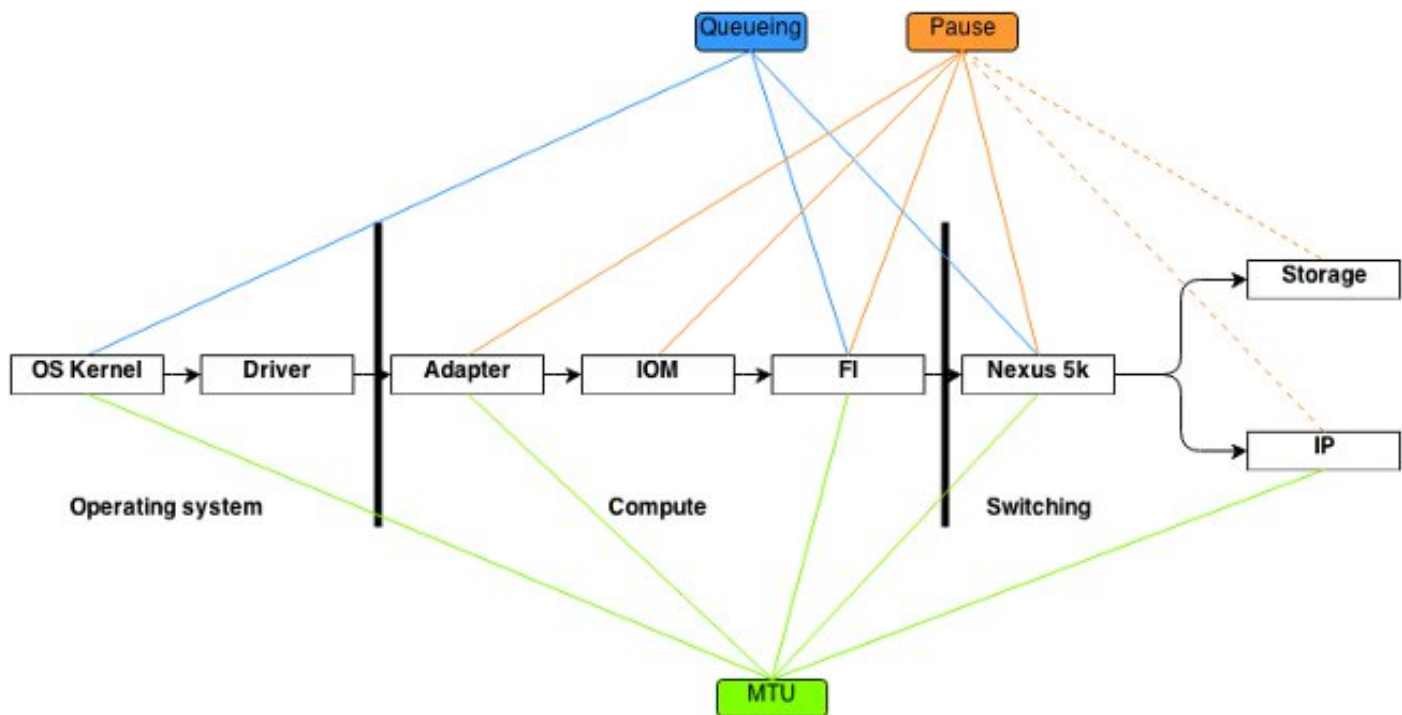 Queueing
Pause
Storage
OS Kernel
Driver
Adapter
IOM
FI
Nexus 5k
IP
Operating system
Compute
Switching
MTU